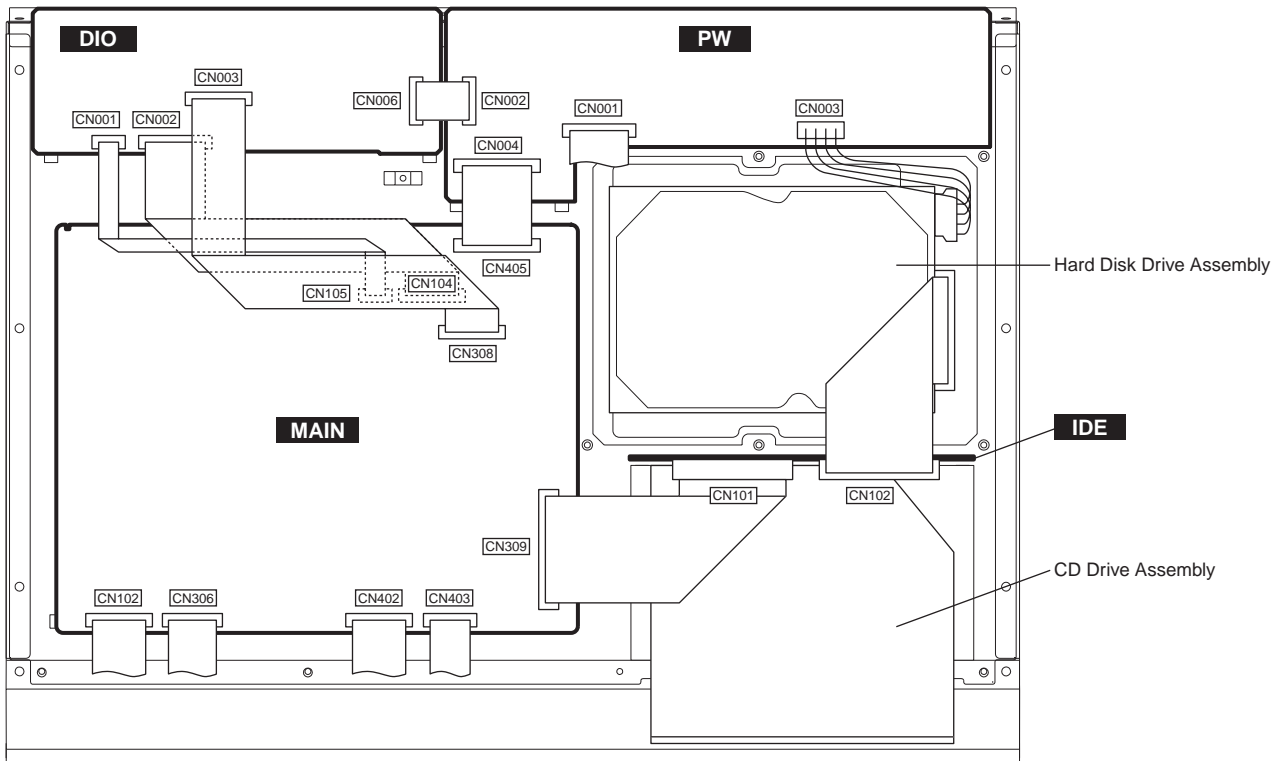 DIO
PW
CN003
CN006
CN002
CN001
CN003
CN001
CN002
CN004
CN405
Hard Disk Drive Assembly
CN105
CN104
CN308
MAIN
IDE
CN101
CN102
CN309
CD Drive Assembly
CN102
CN306
CN402
CN403